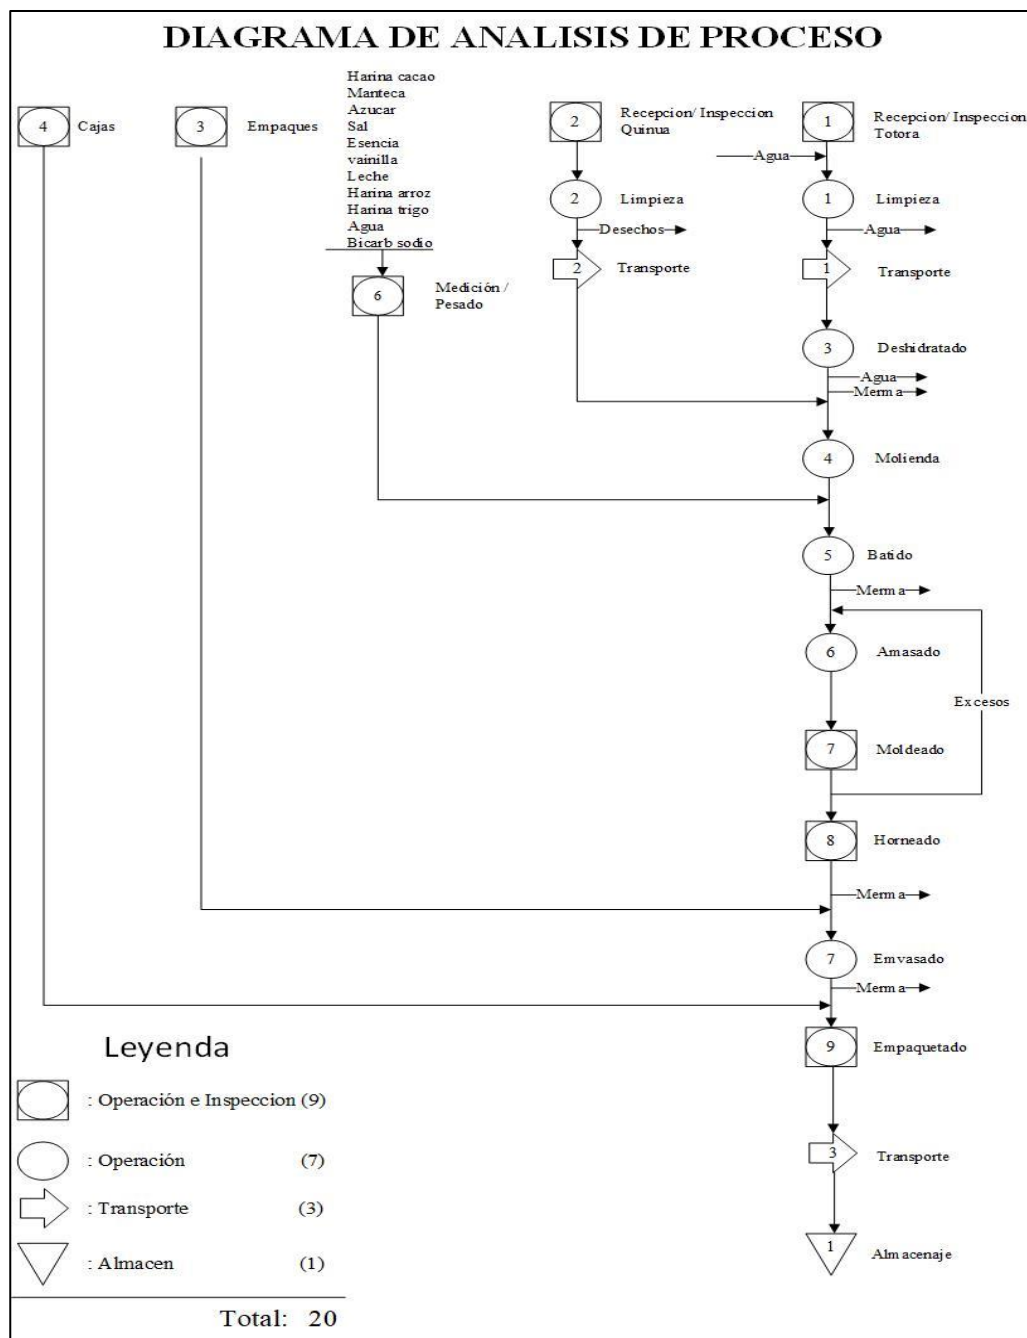 DIAGRAMA DE ANALISIS DE PROCESO
4
Cajas
3
Empaques
Harina cacao
Manteca
Azucar
Sal
Esencia
vainilla
Leche
Harina arroz
Harina trigo
Agua
Bicarb sodio
6
Medición /
Pesado
2
Recepcion/ Inspeccion
Quinua
2
Limpieza
Desechos
2
Transporte
1
Recepcion/ Inspeccion
Totora
Agua
1
Limpieza
Agua
1
Transporte
3
Deshidratado
Agua
Merma
4
Molienda
5
Batido
Merma
6
Amasado
Excesos
7
Moldeado
8
Horneado
Merma
7
Emvasado
Merma
9
Empaquetado
3
Transporte
1
Almacenaje
Leyenda
: Operación e Inspeccion (9)
: Operación (7)
: Transporte (3)
: Almacen (1)
Total: 20